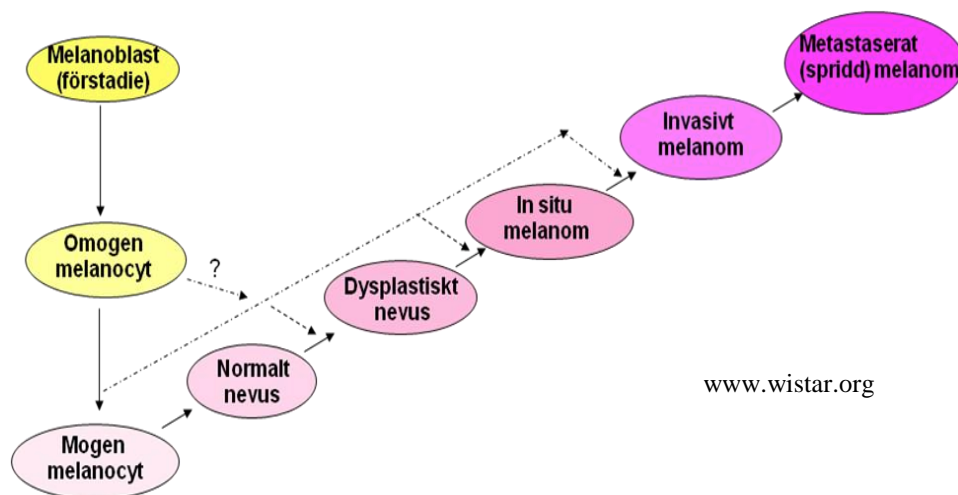 Melanoblast
(förstadie)
Metastaserat
(spridd) melanom
Invasivt
melanom
In situ
melanom
Omogen
melanocyt
?
Dysplastiskt
nevus
Normalt
nevus
www.wistar.org
Mogen
melanocyt